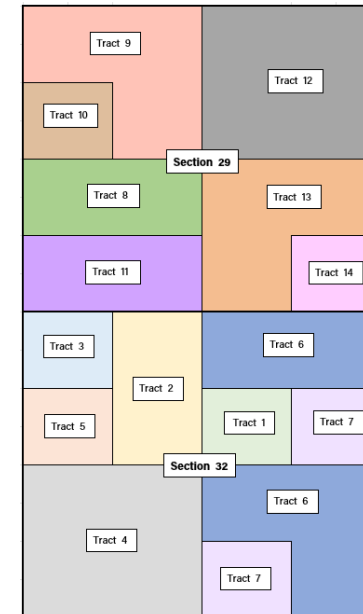 Tract 9
Tract 12
Tract 10
Section 29
Tract 8
Tract 13
Tract 11
Tract 14
Tract 3
Tract 6
Tract 2
Tract 5
Tract 1
Tract 7
Section 32
Tract 6
Tract 4
Tract 7